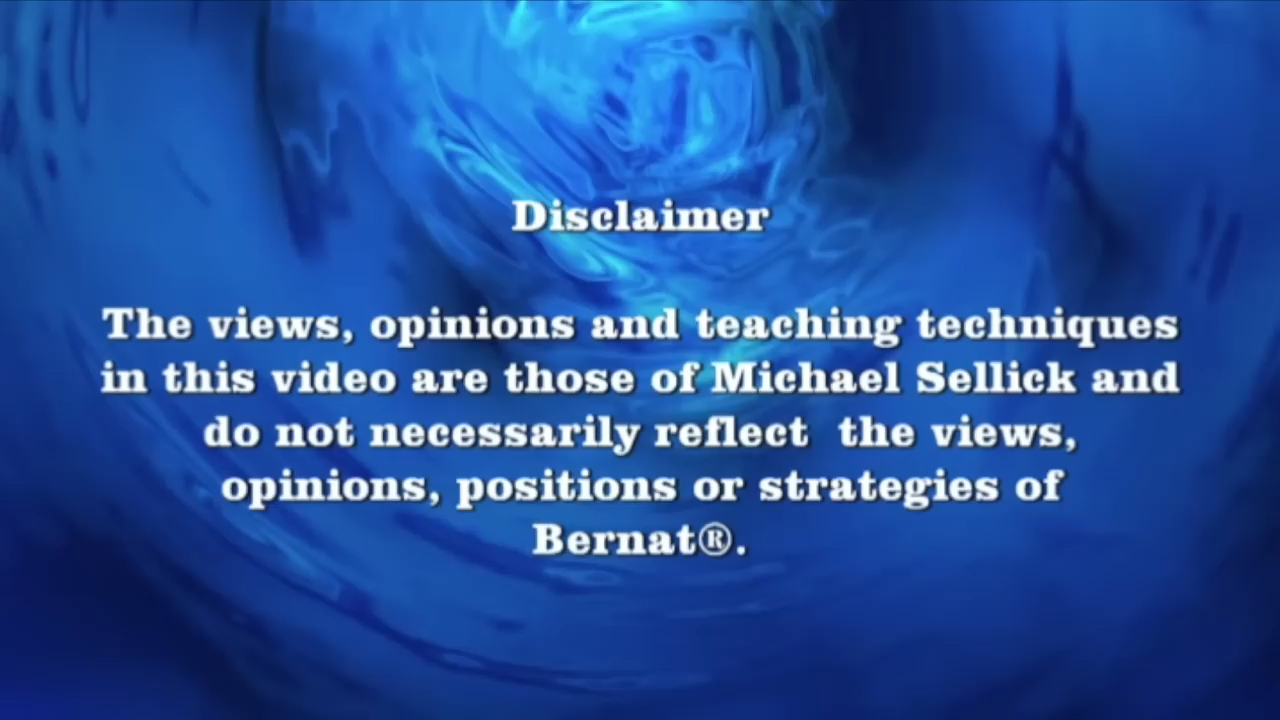 Disclaimer
The views, opinions and teaching techniques
in this video are those of Michael Sellick and
do not necessarily reflect  the views,
opinions, positions or strategies of
Bernat®.